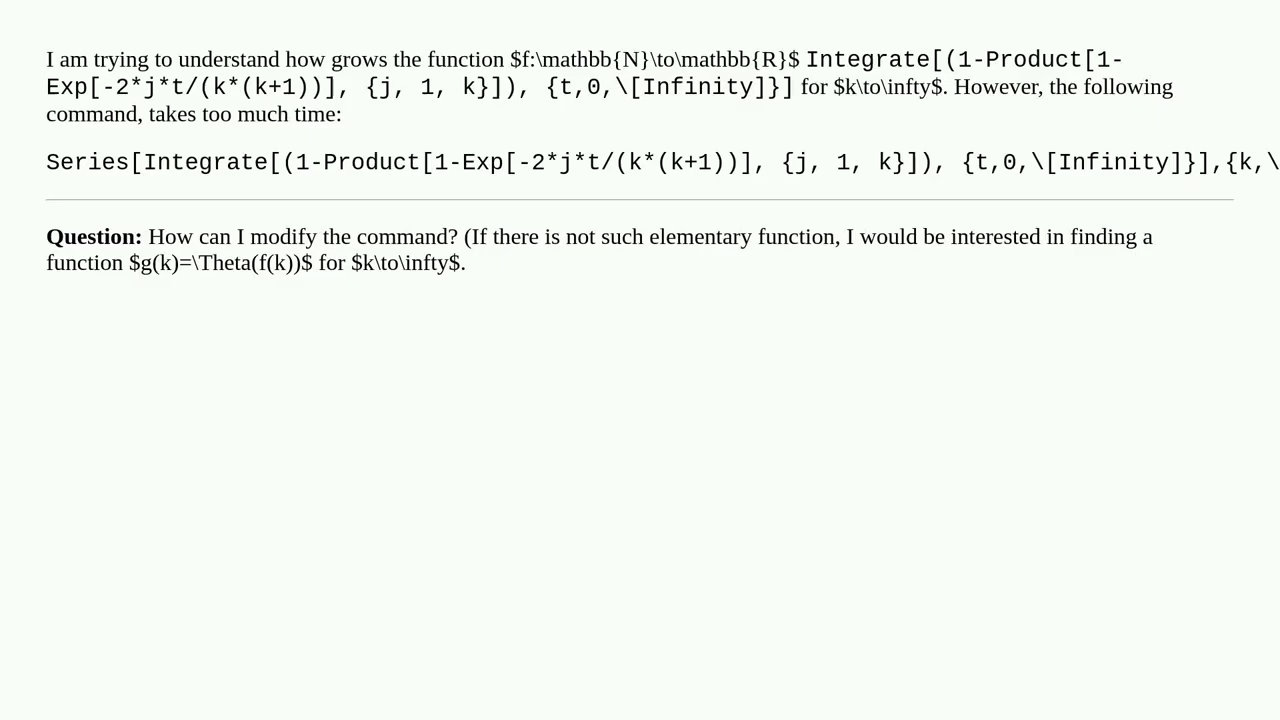 I am trying to understand how grows the function $f:\mathbb{N}\to\mathbb{R}$ Integrate[(1-Product[1-
Exp[-2*j*t/(k*(k+1))], {j, 1, k}]), {t,0,\[Infinity]}] for $k\to\infty$. However, the following
command, takes too much time:
Series[Integrate[(1-Product[1-Exp[-2*j*t/(k*(k+1))], {j, 1, k}]), {t,0,\[Infinity]}],{k,\
Question: How can I modify the command? (If there is not such elementary function, I would be interested in finding a
function $g(k)=\Theta(f(k))$ for $k\to\infty$.